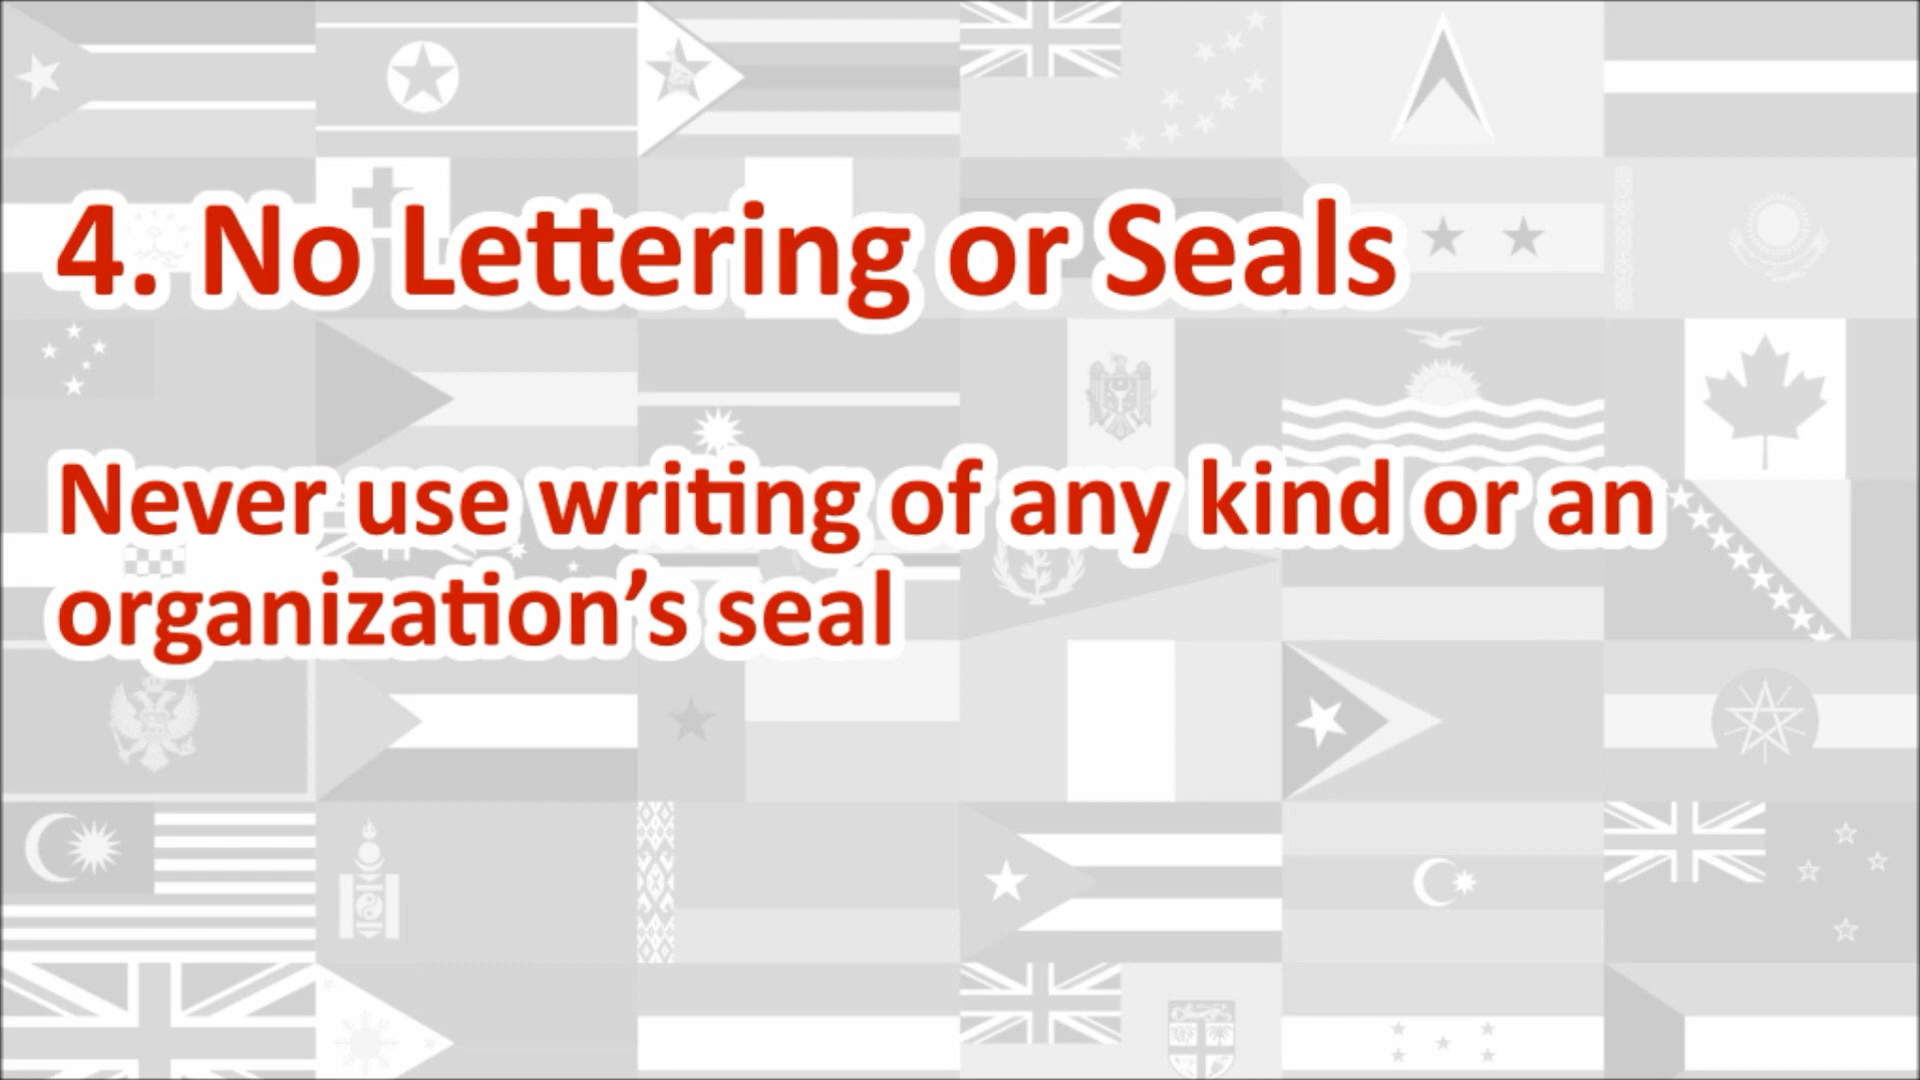 4. No Lettering or Seals
Never use writing of any kind or an
organization’s seal